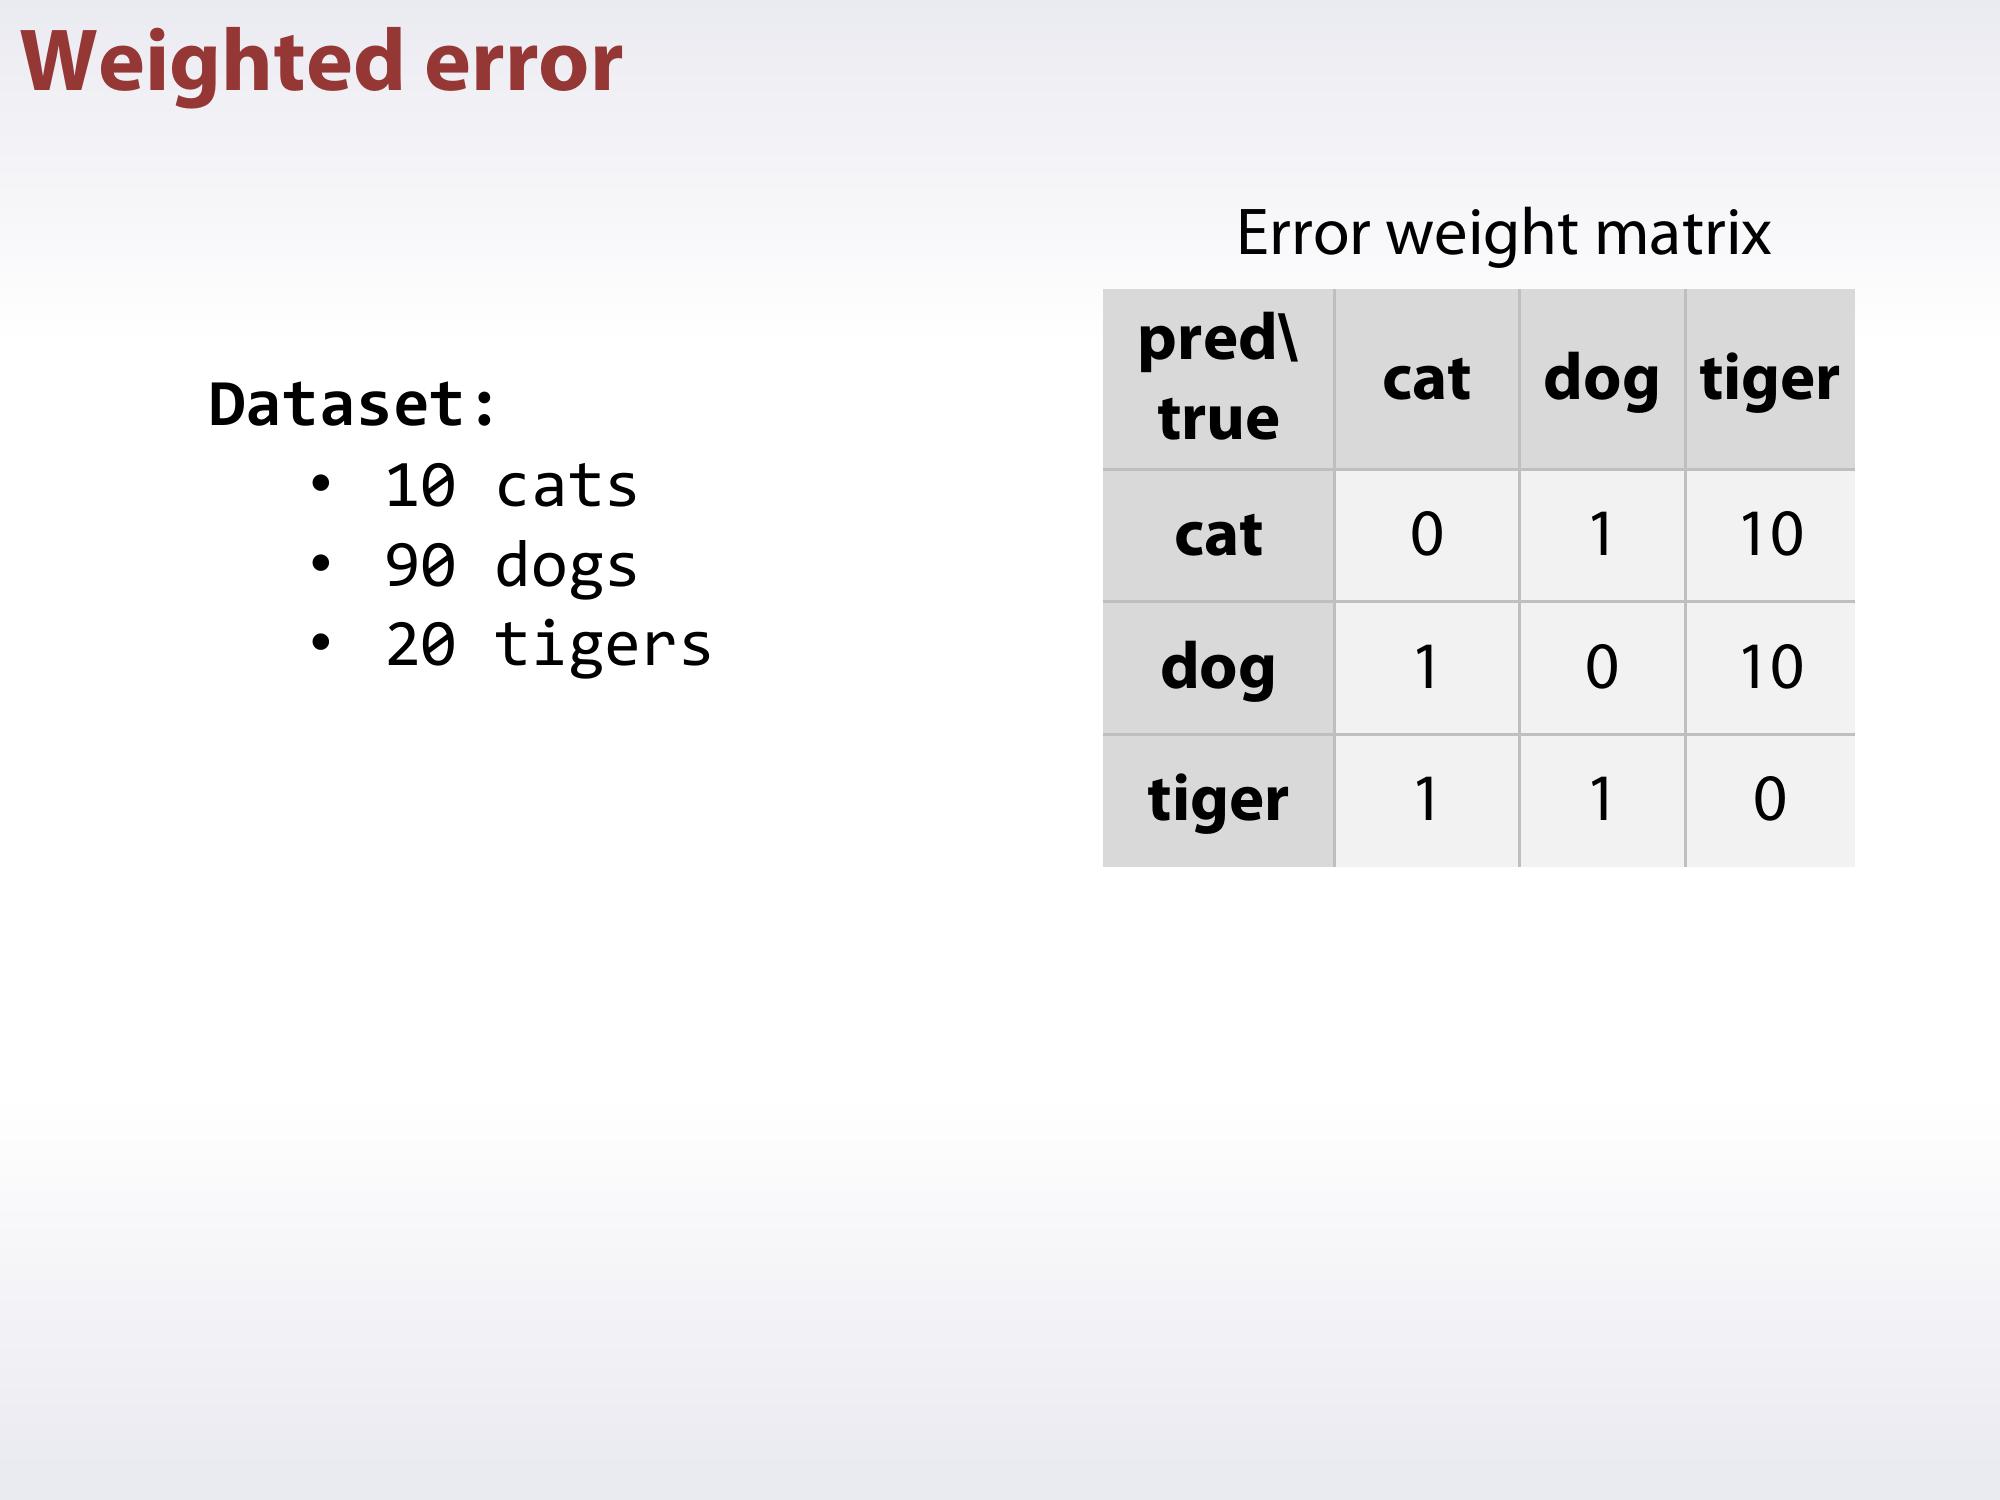 Weighted error
Dataset:
• 10 cats
• 90 dogs
• 20 tigers
Error weight matrix
pred\
true cat dog tiger
cat 0 1 10
dog 1 0 10
tiger 1 1 0